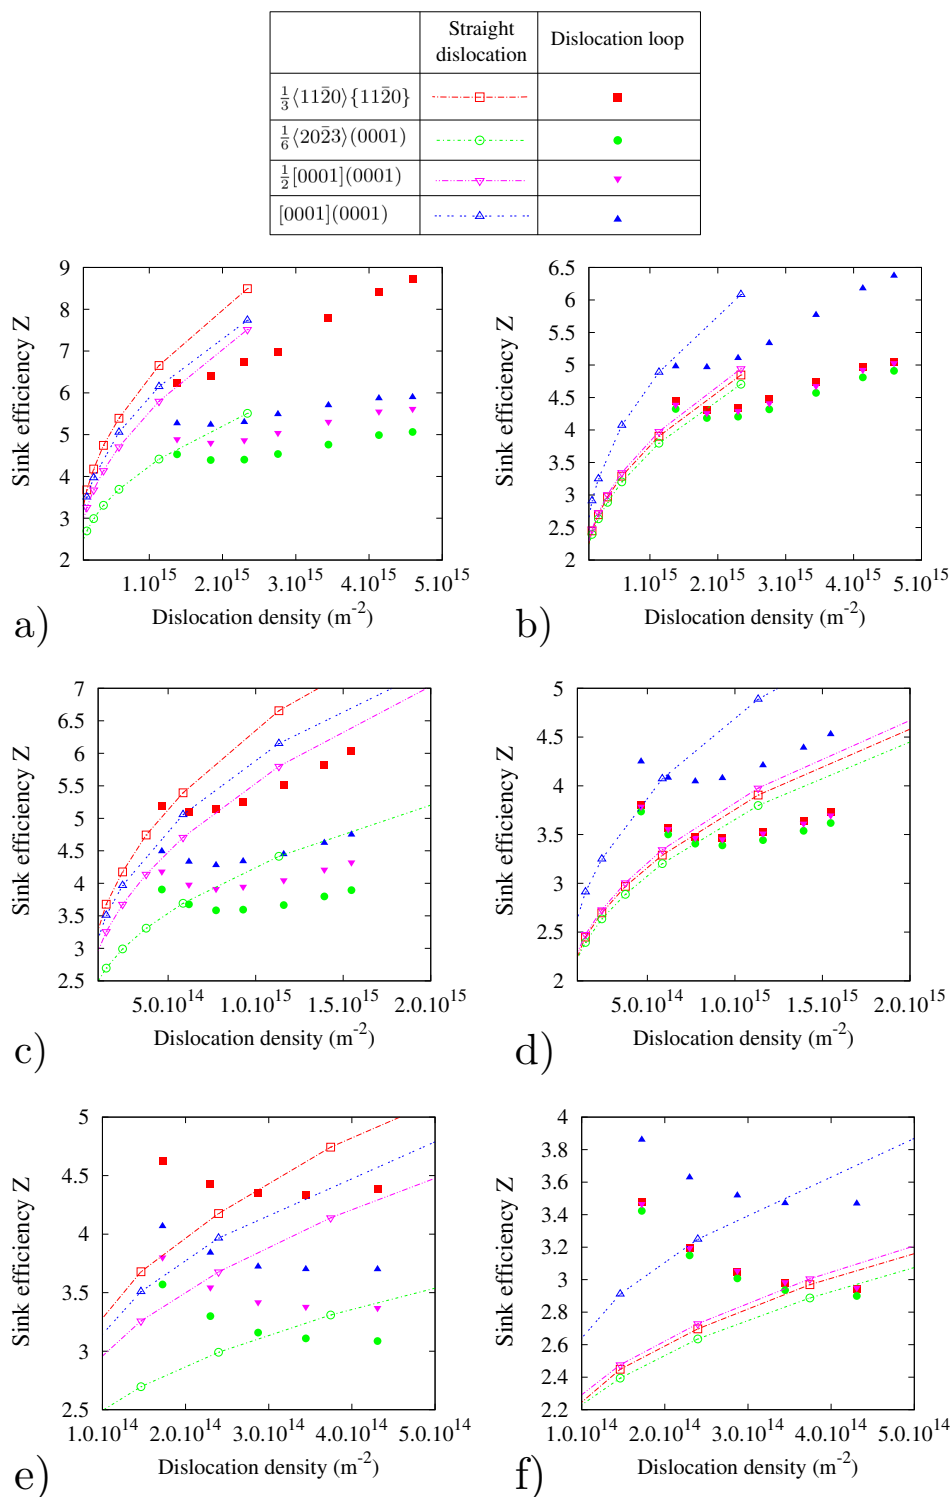 Straight
dislocation
Dislocation loop
1/3⟨112̄0⟩{112̄0}
1/6⟨202̄3⟩(0001)
1/2[0001](0001)
[0001](0001)
Sink efficiency Z
9
8
7
6
5
4
3
2
1.10^15 2.10^15 3.10^15 4.10^15 5.10^15
Dislocation density (m^-2)
a)
Sink efficiency Z
6.5
6
5.5
5
4.5
4
3.5
3
2.5
2
1.10^15 2.10^15 3.10^15 4.10^15 5.10^15
Dislocation density (m^-2)
b)
Sink efficiency Z
7
6.5
6
5.5
5
4.5
4
3.5
3
2.5
5.0.10^14 1.0.10^15 1.5.10^15 2.0.10^15
Dislocation density (m^-2)
c)
Sink efficiency Z
5
4.5
4
3.5
3
2.5
2
5.0.10^14 1.0.10^15 1.5.10^15 2.0.10^15
Dislocation density (m^-2)
d)
Sink efficiency Z
5
4.5
4
3.5
3
2.5
1.0.10^14 2.0.10^14 3.0.10^14 4.0.10^14 5.0.10^14
Dislocation density (m^-2)
e)
Sink efficiency Z
4
3.8
3.6
3.4
3.2
3
2.8
2.6
2.4
2.2
1.0.10^14 2.0.10^14 3.0.10^14 4.0.10^14 5.0.10^14
Dislocation density (m^-2)
f)